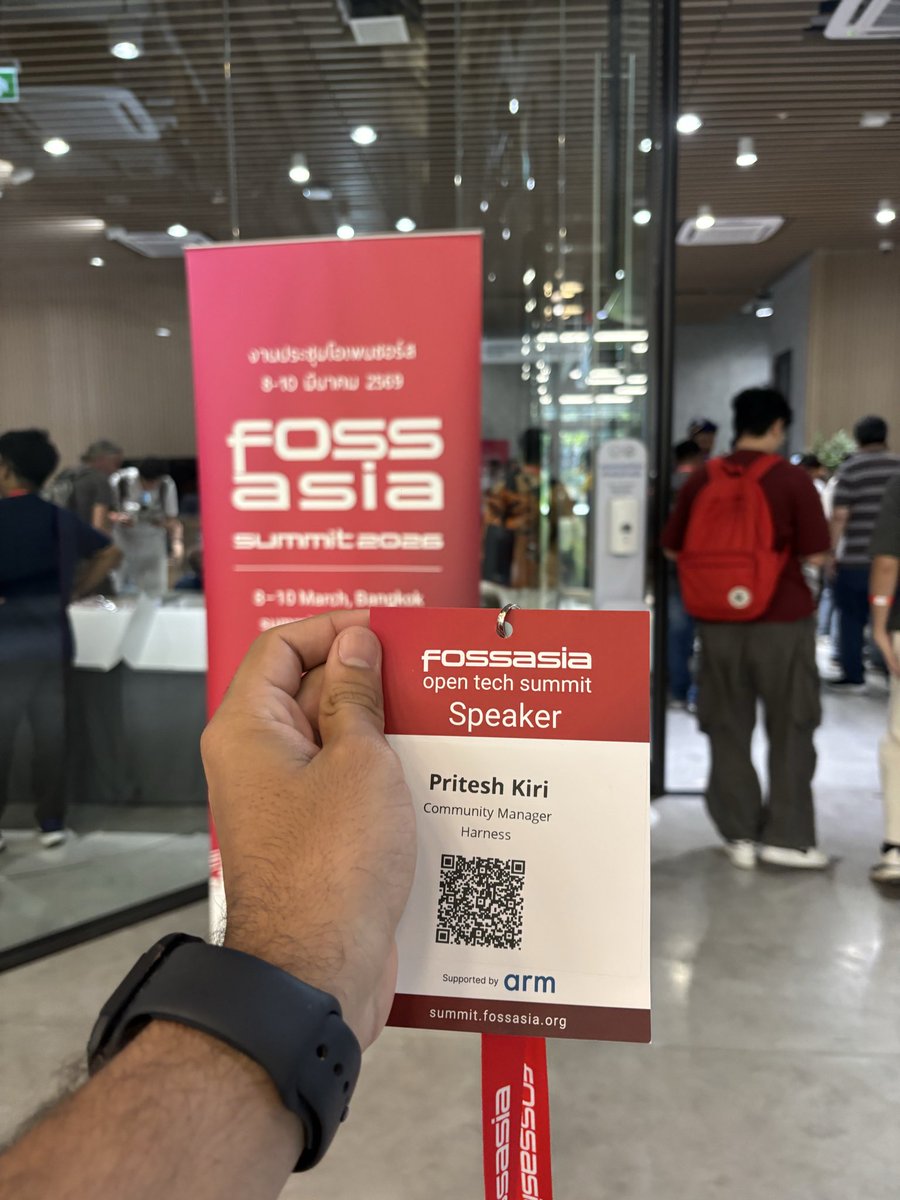 งานประชุมโอเพนซอร์ส
8-10 มีนาคม 2569
fOSS
asia
summit 2026
8-10 March, Bangkok
fossasia
open tech summit
Speaker
Pritesh Kiri
Community Manager
Harness
Supported by arm
summit.fossasia.org
fossasia